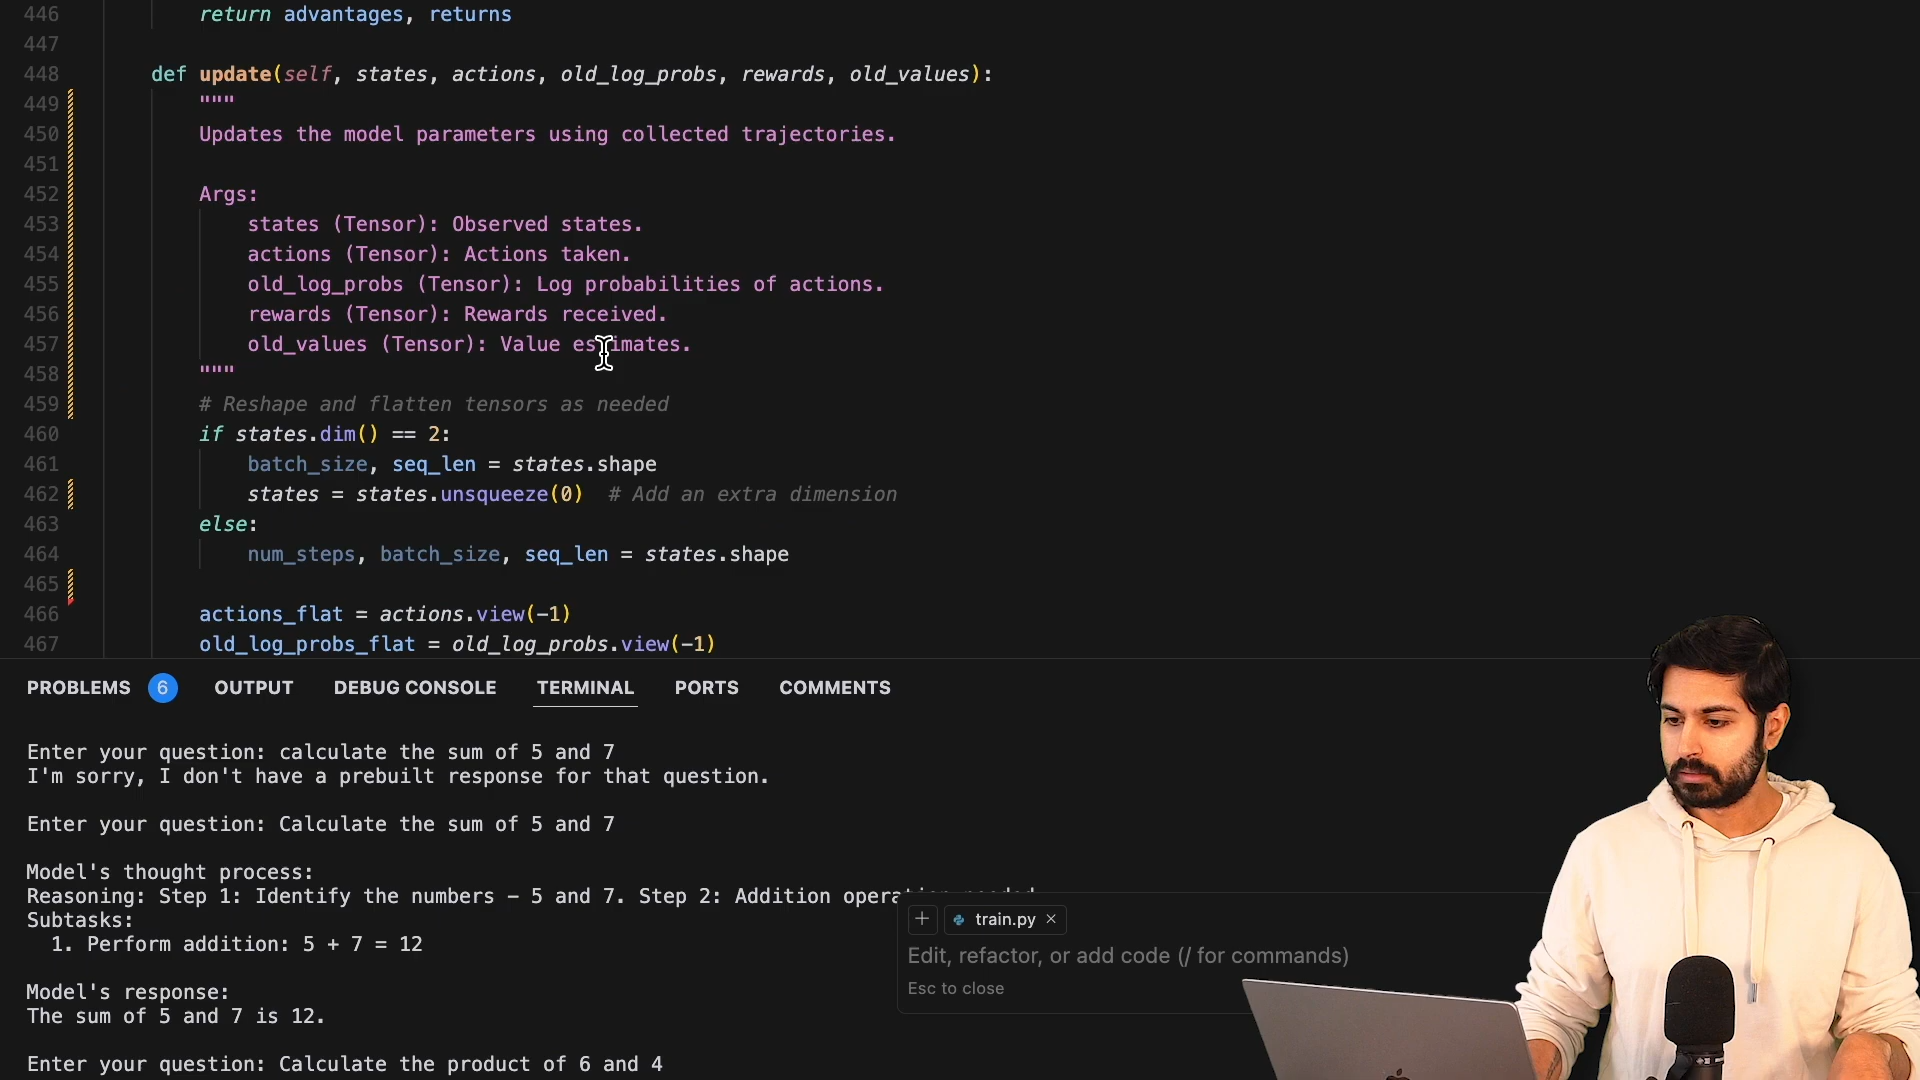 446 return advantages, returns
447
448 def update(self, states, actions, old_log_probs, rewards, old_values):
449 """
450 Updates the model parameters using collected trajectories.
451
452 Args:
453 states (Tensor): Observed states.
454 actions (Tensor): Actions taken.
455 old_log_probs (Tensor): Log probabilities of actions.
456 rewards (Tensor): Rewards received.
457 old_values (Tensor): Value estimates.
458 """
459 # Reshape and flatten tensors as needed
460 if states.dim() == 2:
461 batch_size, seq_len = states.shape
462 states = states.unsqueeze(0)  # Add an extra dimension
463 else:
464 num_steps, batch_size, seq_len = states.shape
465
466 actions_flat = actions.view(-1)
467 old_log_probs_flat = old_log_probs.view(-1)
PROBLEMS 6 OUTPUT DEBUG CONSOLE TERMINAL PORTS COMMENTS
Enter your question: calculate the sum of 5 and 7
I'm sorry, I don't have a prebuilt response for that question.
Enter your question: Calculate the sum of 5 and 7
Model's thought process:
Reasoning: Step 1: Identify the numbers – 5 and 7. Step 2: Addition
Subtasks:
1. Perform addition: 5 + 7 = 12
Model's response:
The sum of 5 and 7 is 12.
Enter your question: Calculate the product of 6 and 4
+ train.py ×
Edit, refactor, or add code (/ for commands)
Esc to close